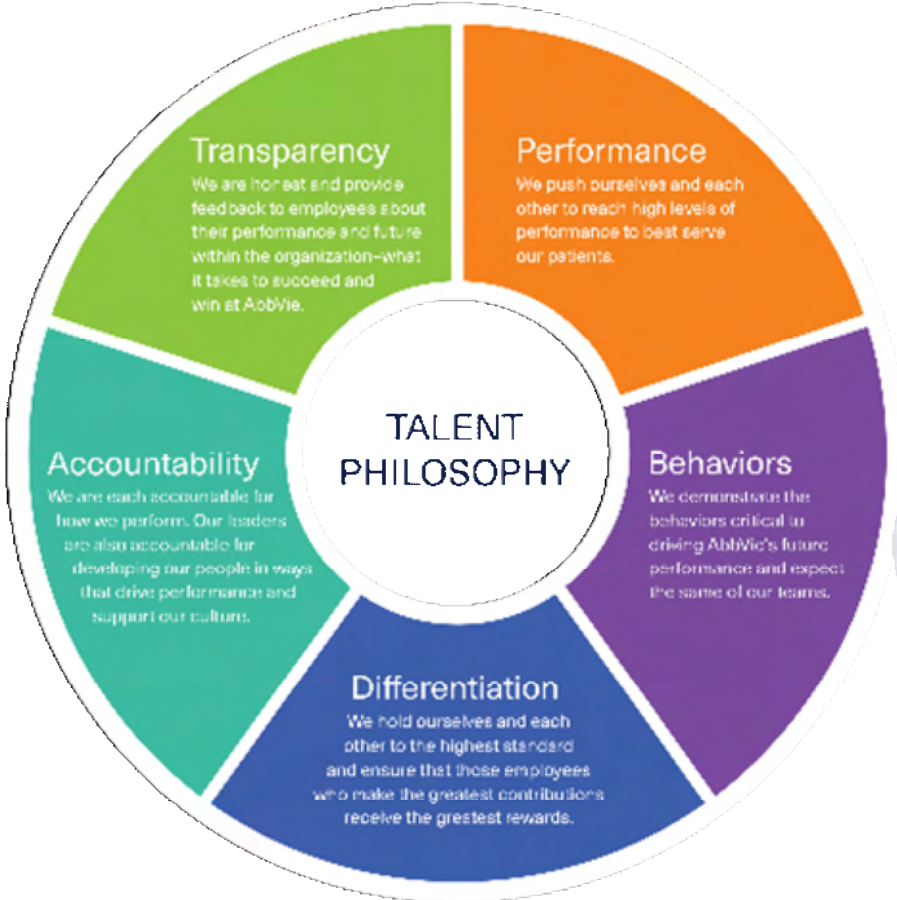 TALENT
PHILOSOPHY
Performance
We push ourselves and each
other to reach high levels of
performance to best serve
our patients.
Behaviors
We demonstrate the
behaviors critical to
driving AbbVie's future
performance and expect
the same of our teams.
Differentiation
We hold ourselves and each
other to the highest standard
and ensure that those employees
who make the greatest contributions
receive the greatest rewards.
Accountability
We are each accountable for
how we perform. Our leaders
are also accountable for
developing our people in ways
that drive performance and
support our culture.
Transparency
We are honest and provide
feedback to employees about
their performance and future
within the organization–what
it takes to succeed and
win at AbbVie.